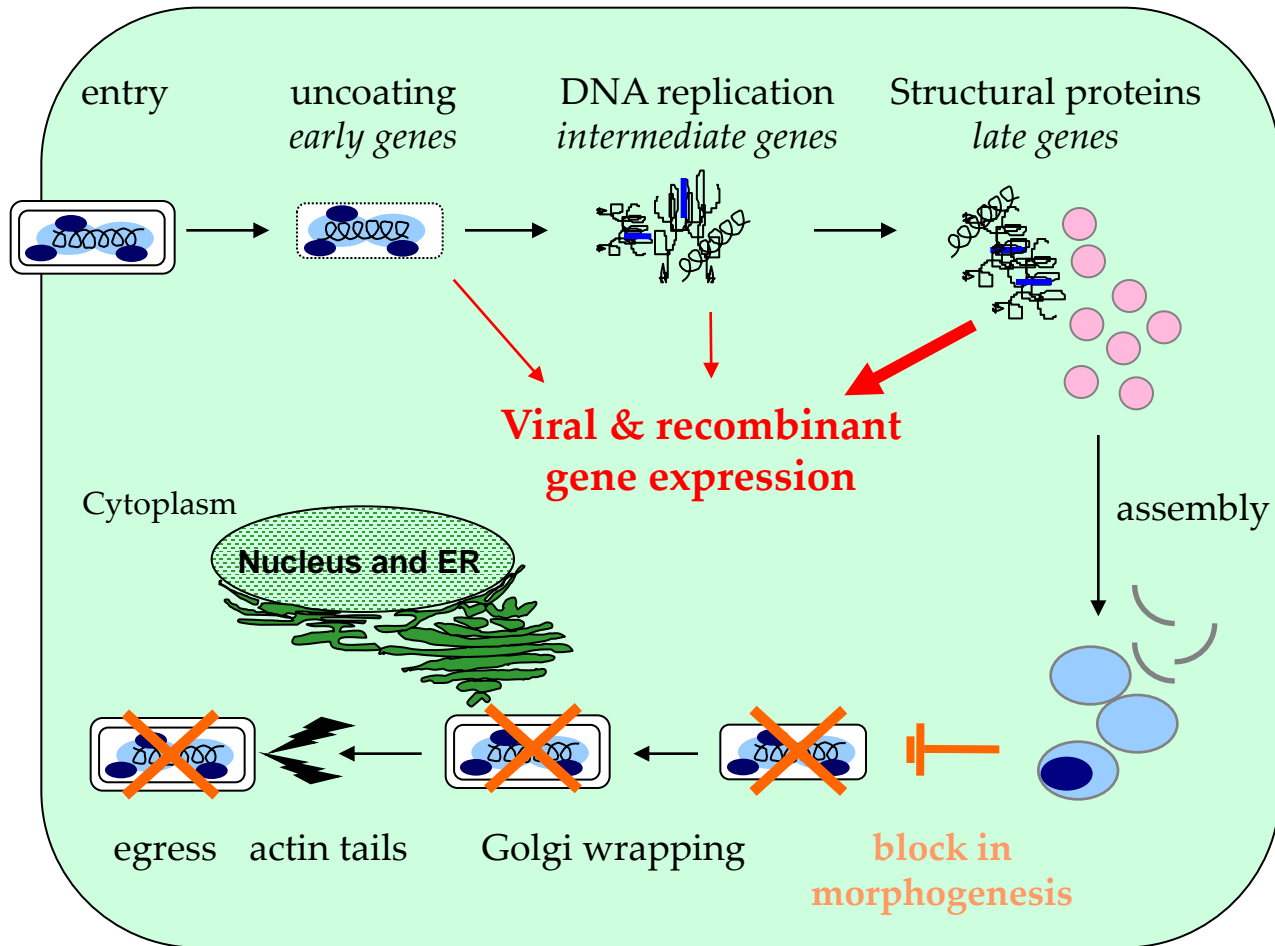 entry
uncoating
early genes
DNA replication
intermediate genes
Structural proteins
late genes
Viral & recombinant
gene expression
Cytoplasm
Nucleus and ER
assembly
egress
actin tails
Golgi wrapping
block in
morphogenesis